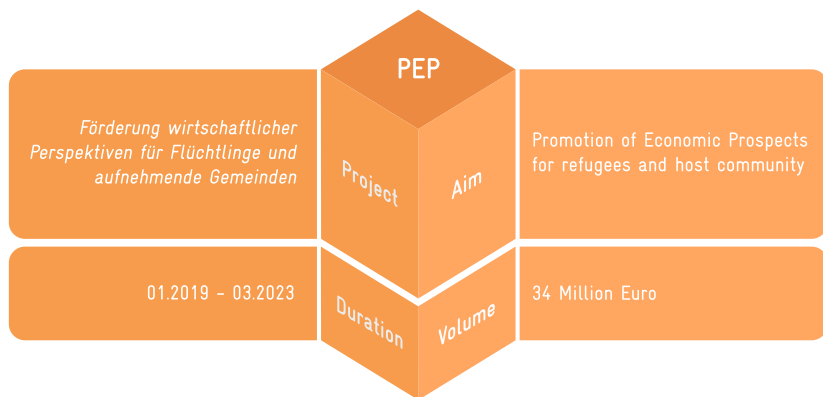 PEP
Förderung wirtschaftlicher
Perspektiven für Flüchtlinge und
aufnehmende Gemeinden
Project
Aim
Promotion of Economic Prospects
for refugees and host community
01.2019 - 03.2023
Duration
Volume
34 Million Euro